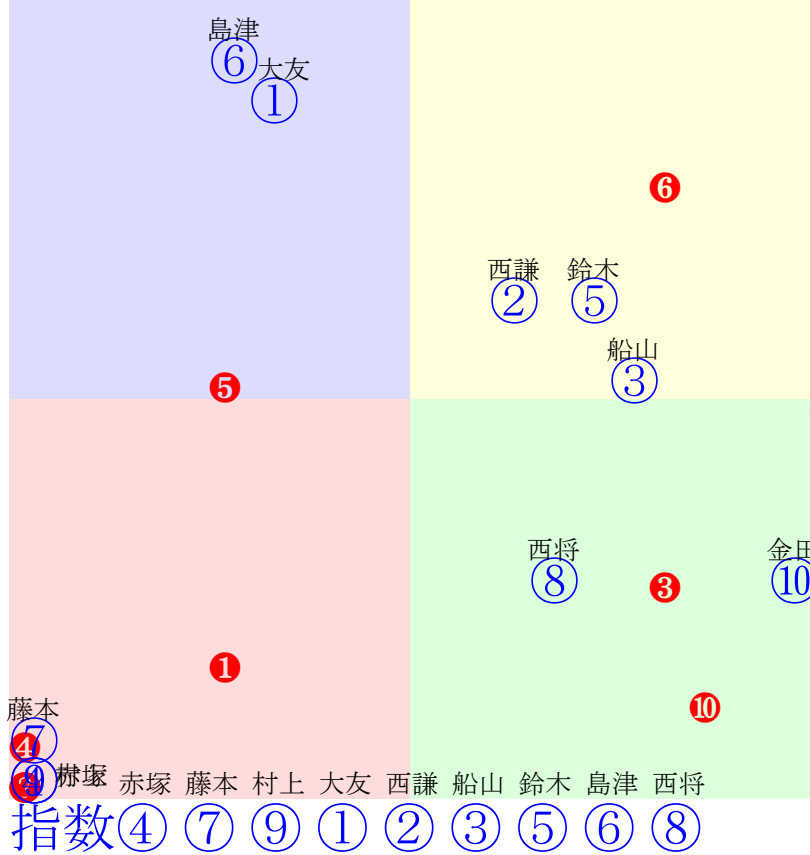 島津
⑥
大友
①
❻
西謙 鈴木
② ⑤
船山
③
❺
西将 金田
⑧ ⑩
❸
❶
❿
藤本
⑦
❹
赤塚 藤本 村上 大友 西謙 船山 鈴木 島津 西将
指数④⑦⑨①②③⑤⑥⑧